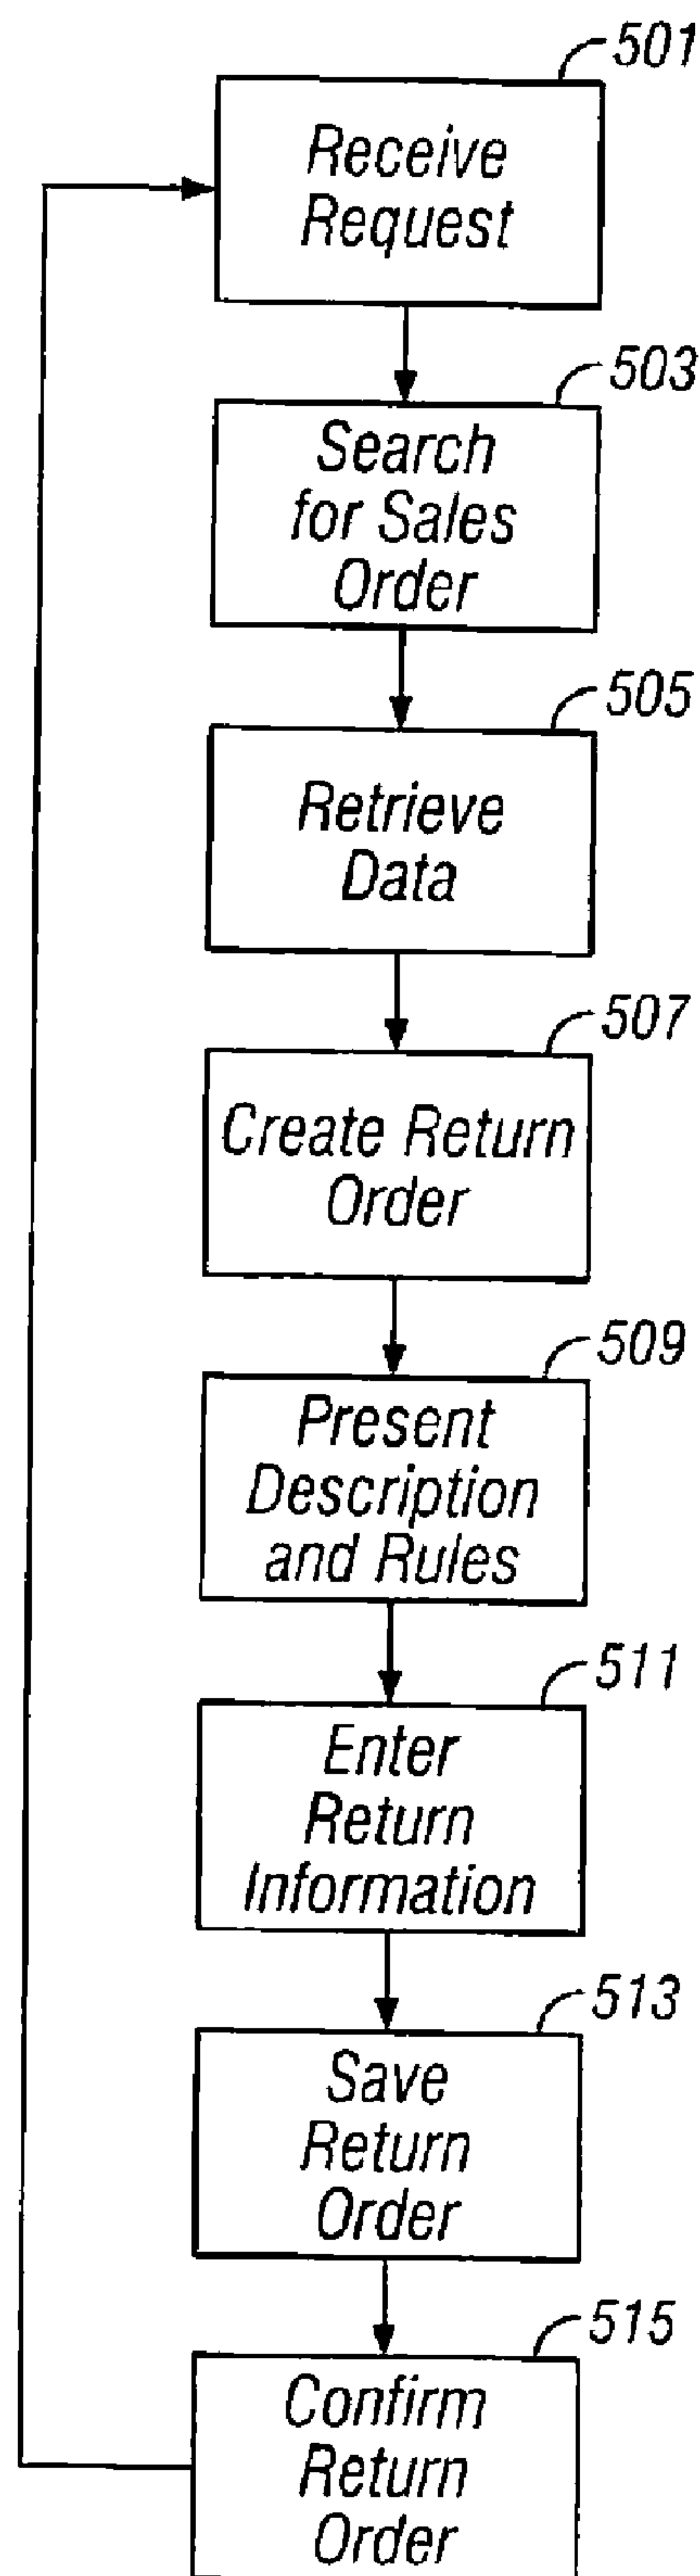 501
Receive
Request
503
Search
for Sales
Order
505
Retrieve
Data
507
Create Return
Order
509
Present
Description
and Rules
511
Enter
Return
Information
513
Save
Return
Order
515
Confirm
Return
Order